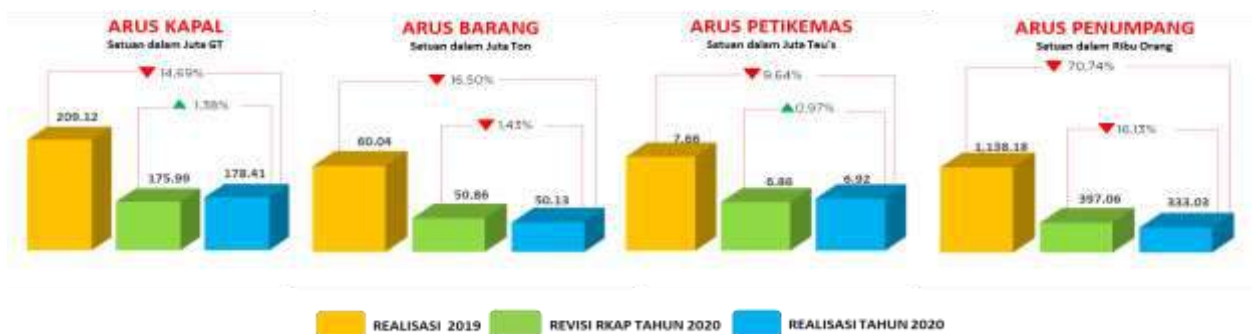 ARUS KAPAL
Satuan dalam Juta GT
14.69%
1.38%
209.12
175.99
178.41
ARUS BARANG
Satuan dalam Juta Ton
16.50%
1.43%
60.04
50.86
50.13
ARUS PETIKEMAS
Satuan dalam Juta Teu's
9.64%
0.97%
7.66
6.86
6.92
ARUS PENUMPANG
Satuan dalam Ribu Orang
70.74%
16.13%
1,138.18
397.06
333.03
REALISASI 2019
REVISI RKAP TAHUN 2020
REALISASI TAHUN 2020